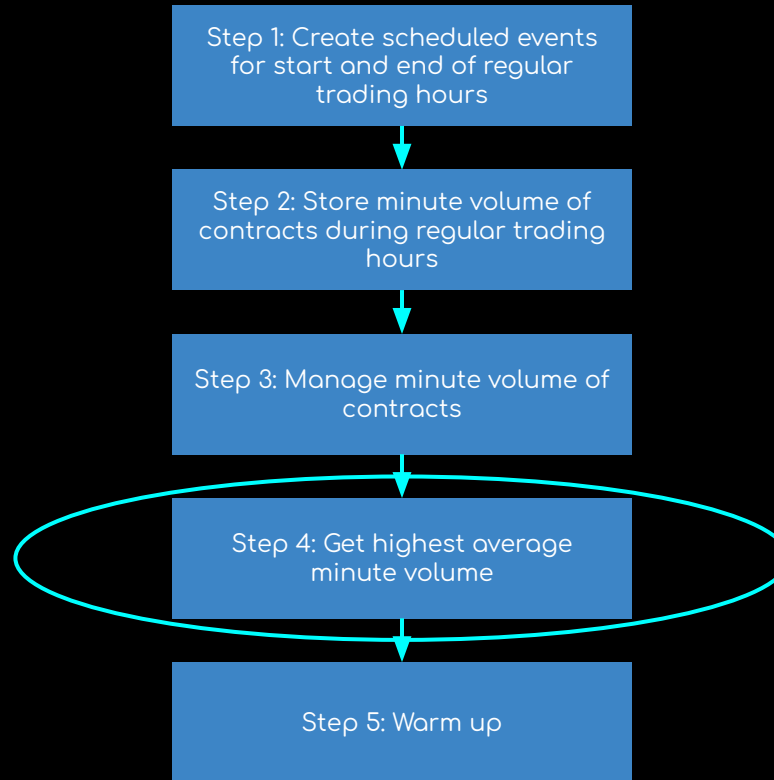 Step 1: Create scheduled events
for start and end of regular
trading hours
Step 2: Store minute volume of
contracts during regular trading
hours
Step 3: Manage minute volume of
contracts
Step 4: Get highest average
minute volume
Step 5: Warm up